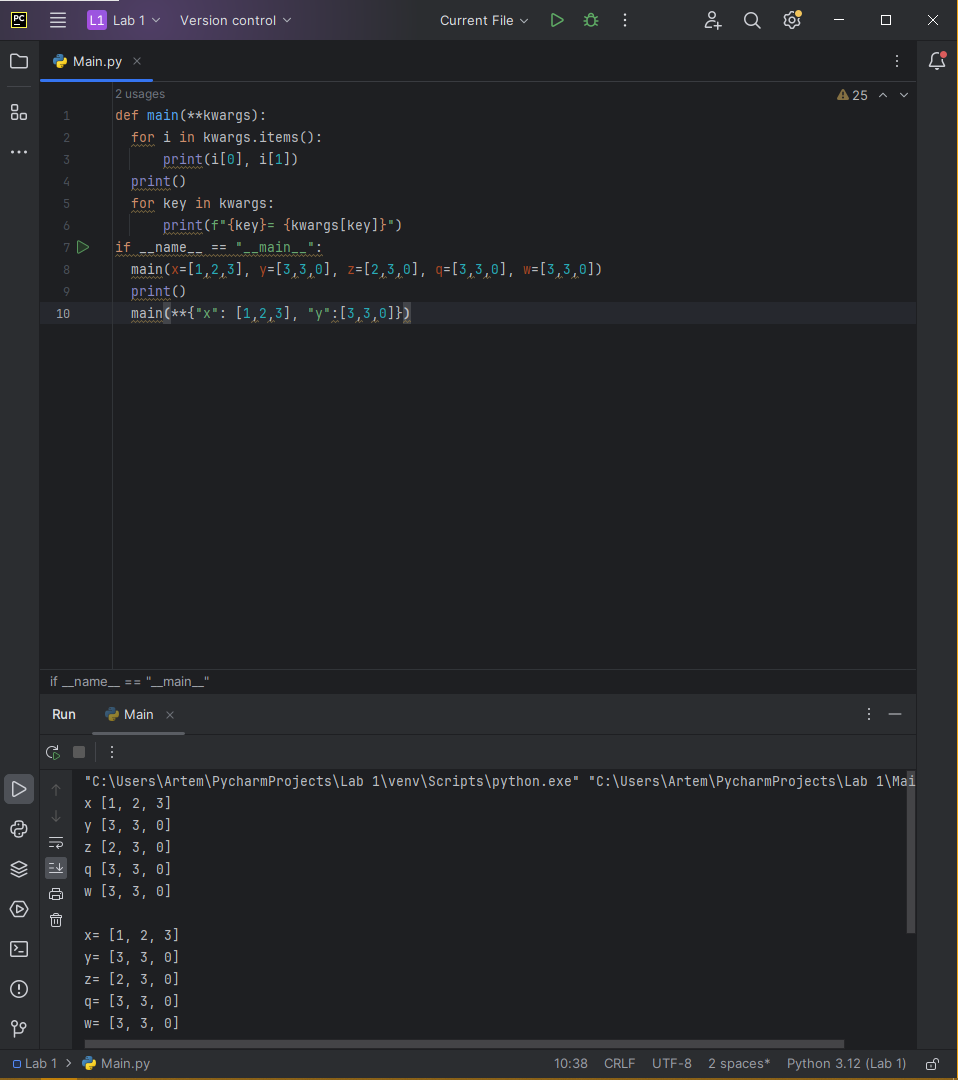 PC L1 Lab 1 Version control Current File
Main.py
2 usages
25
1 def main(**kwargs):
2 for i in kwargs.items():
3 print(i[0], i[1])
4 print()
5 for key in kwargs:
6 print(f"{key}= {kwargs[key]}")
7 if __name__ == "__main__":
8 main(x=[1,2,3], y=[3,3,0], z=[2,3,0], q=[3,3,0], w=[3,3,0])
9 print()
10 main(**{"x": [1,2,3], "y":[3,3,0]})
if __name__ == "__main__"
Run Main
"C:\Users\Artem\PycharmProjects\Lab 1\venv\Scripts\python.exe" "C:\Users\Artem\PycharmProjects\Lab 1\Mai
x [1, 2, 3]
y [3, 3, 0]
z [2, 3, 0]
q [3, 3, 0]
w [3, 3, 0]
x= [1, 2, 3]
y= [3, 3, 0]
z= [2, 3, 0]
q= [3, 3, 0]
w= [3, 3, 0]
Lab 1 Main.py 10:38 CRLF UTF-8 2 spaces* Python 3.12 (Lab 1)